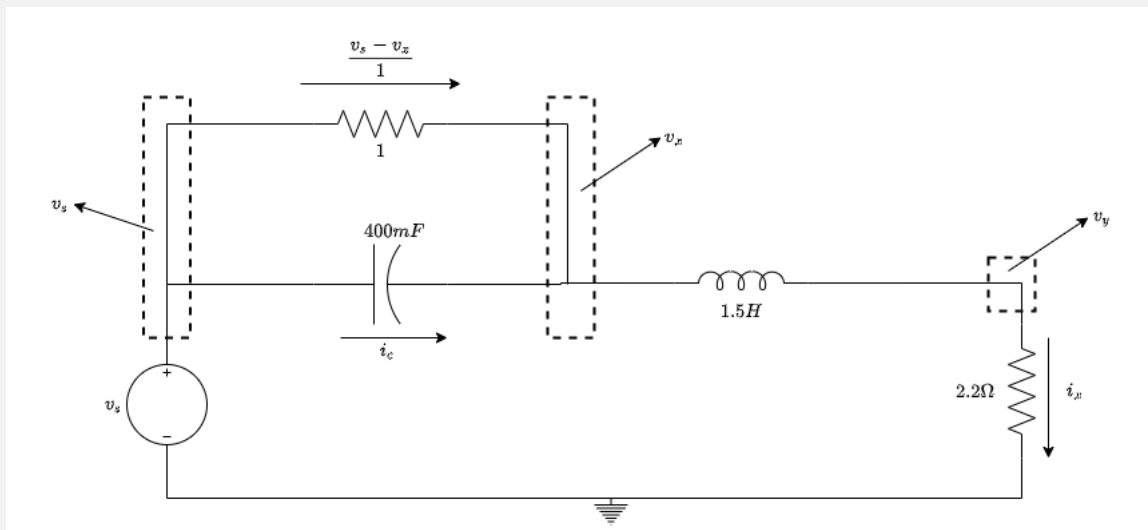 v_s − v_x
1
1
v_x
v_s
400mF
v_y
1.5H
i_c
+
v_s
−
2.2Ω
i_x